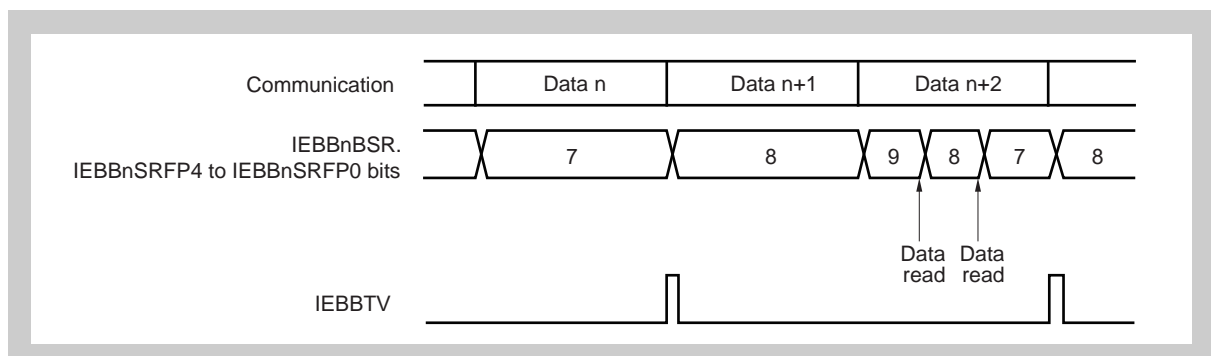 Communication
Data n
Data n+1
Data n+2
IEBBnBSR.
IEBBnSRFP4 to IEBBnSRFP0 bits
7
8
9
8
7
8
Data Data
read read
IEBBTV